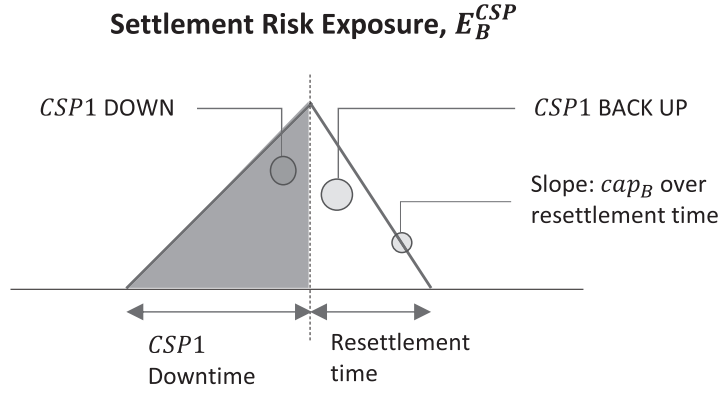 Settlement Risk Exposure, $E_B^{CSP}$
CSP1 DOWN
CSP1 BACK UP
Slope: $cap_B$ over
resettlement time
CSP1
Downtime
Resettlement
time